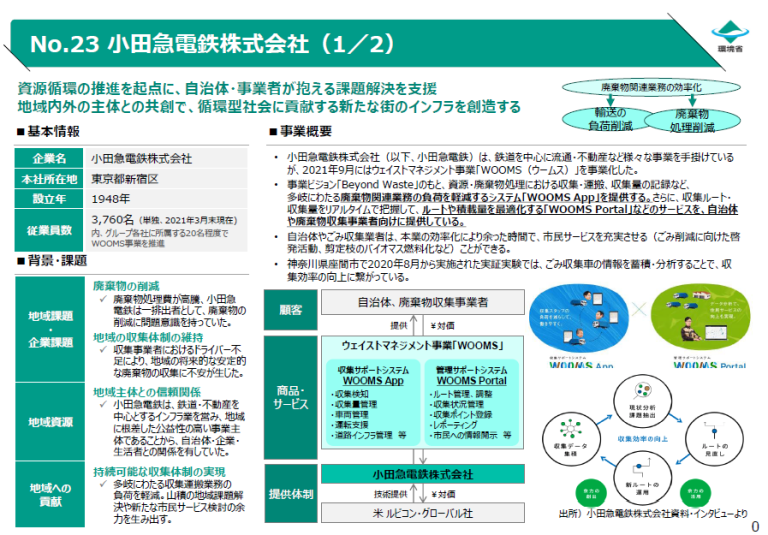 No.23 小田急電鉄株式会社（1／2）
環境省
資源循環の推進を起点に、自治体・事業者が抱える課題解決を支援
地域内外の主体との共創で、循環型社会に貢献する新たな街のインフラを創造する
廃棄物関連業務の効率化
輸送の
負荷削減
廃棄物
処理削減
■基本情報
企業名
小田急電鉄株式会社
本社所在地
東京都新宿区
設立年
1948年
従業員数
3,760名（単独、2021年3月末現在）
内、グループ各社に所属する20名程度で
WOOMS事業を推進
■背景・課題
地域課題
・
企業課題
廃棄物の削減
✓ 廃棄物処理費が高騰、小田急
電鉄は一排出者として、廃棄物の
削減に問題意識を持っていた。
地域の収集体制の維持
✓ 収集事業者におけるドライバー不
足により、地域の将来的な安定的
な廃棄物の収集に不安が生じた。
地域資源
地域主体との信頼関係
✓ 小田急電鉄は、鉄道・不動産を
中心とするインフラ業を営み、地域
に根差した公益性の高い事業主
体であることから、自治体・企業・
生活者との関係を有していた。
地域への
貢献
持続可能な収集体制の実現
✓ 多岐にわたる収集運搬業務の
負荷を軽減。山積の地域課題解
決や新たな市民サービス検討の余
力を生み出す。
■事業概要
・ 小田急電鉄株式会社（以下、小田急電鉄）は、鉄道を中心に流通・不動産など様々な事業を手掛けている
が、2021年9月にはウェイストマネジメント事業「WOOMS（ウームス）」を事業化した。
・ 事業ビジョン「Beyond Waste」のもと、資源・廃棄物処理における収集・運搬、収集量の記録など、
多岐にわたる廃棄物関連業務の負荷を軽減するシステム「WOOMS App」を提供する。さらに、収集ルート・
収集量をリアルタイムで把握して、ルートや積載量を最適化する「WOOMS Portal」などのサービスを、自治体
や廃棄物収集事業者向けに提供している。
・ 自治体やごみ収集業者は、本業の効率化により余った時間で、市民サービスを充実させる（ごみ削減に向けた啓
発活動、剪定枝のバイオマス燃料化など）ことができる。
・ 神奈川県座間市で2020年8月から実施された実証実験では、ごみ収集車の情報を蓄積・分析することで、収
集効率の向上に繋がっている。
顧客
自治体、廃棄物収集事業者
提供
￥対価
商品・
サービス
ウェイストマネジメント事業「WOOMS」
収集サポートシステム
WOOMS App
・収集検知
・収集量管理
・車両管理
・運転支援
・道路インフラ管理 等
管理サポートシステム
WOOMS Portal
・ルート管理、調整
・収集状況管理
・収集ポイント登録
・レポーティング
・市民への情報開示 等
提供体制
小田急電鉄株式会社
技術提供
￥対価
米 ルビコン・グローバル社
収集サポートシステム
WOOMS App
管理サポートシステム
WOOMS Portal
現状分析
課題抽出
収集データ
集積
収集効率の向上
ルートの
見直し
新ルートの
運用
出所）小田急電鉄株式会社資料・インタビューより
0